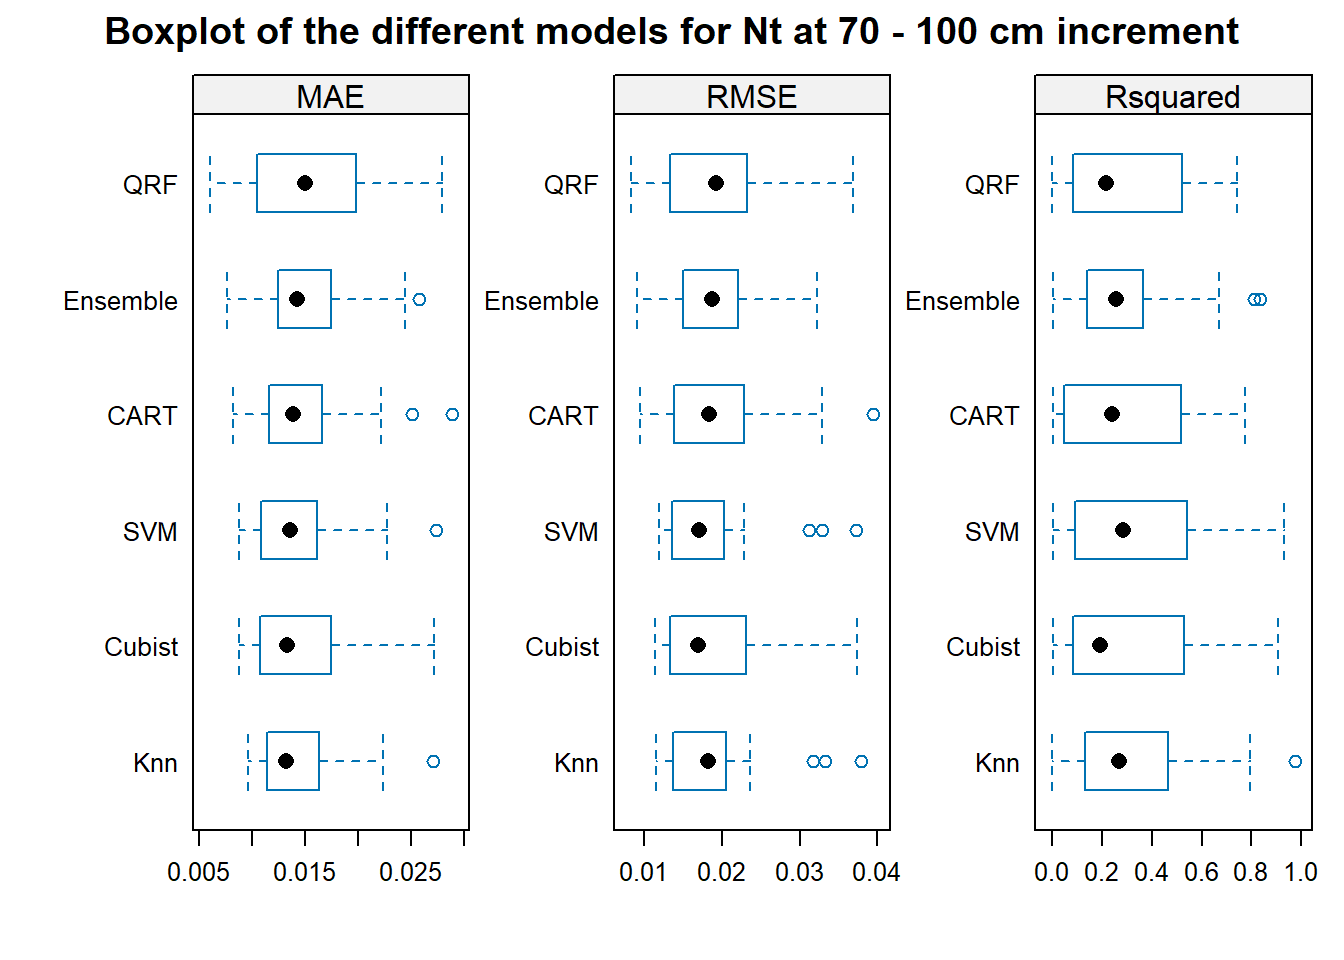 Boxplot of the different models for Nt at 70 - 100 cm increment
MAE
QRF
Ensemble
CART
SVM
Cubist
Knn
0.005 0.015 0.025
RMSE
QRF
Ensemble
CART
SVM
Cubist
Knn
0.01 0.02 0.03 0.04
Rsquared
QRF
Ensemble
CART
SVM
Cubist
Knn
0.0 0.2 0.4 0.6 0.8 1.0